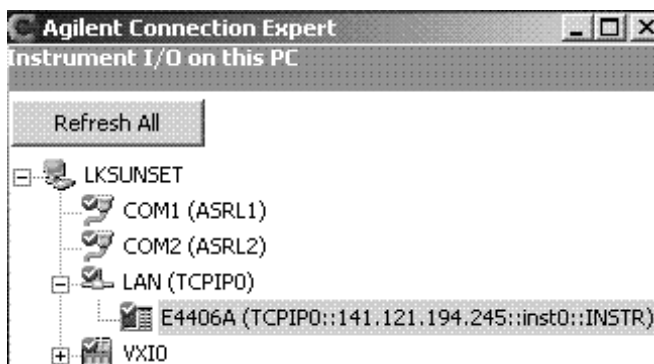 Agilent Connection Expert
Instrument I/O on this PC
Refresh All
LKSUNSET
COM1 (ASRL1)
COM2 (ASRL2)
LAN (TCPIP0)
E4406A (TCPIP0::141.121.194.245::inst0::INSTR)
VXI0